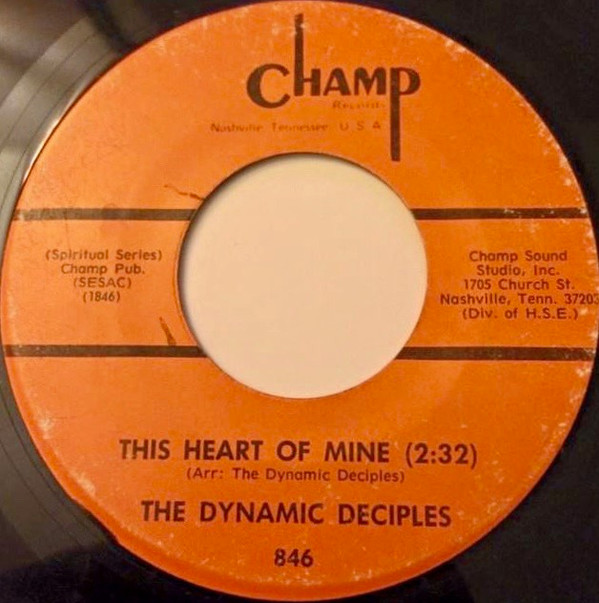 CHAMP
Records
Nashville Tennessee U S A
(Spiritual Series)
Champ Pub.
(SESAC)
(1846)
Champ Sound
Studio, Inc.
1705 Church St.
Nashville, Tenn. 37203
(Div. of H.S.E.)
THIS HEART OF MINE (2:32)
(Arr: The Dynamic Deciples)
THE DYNAMIC DECIPLES
846